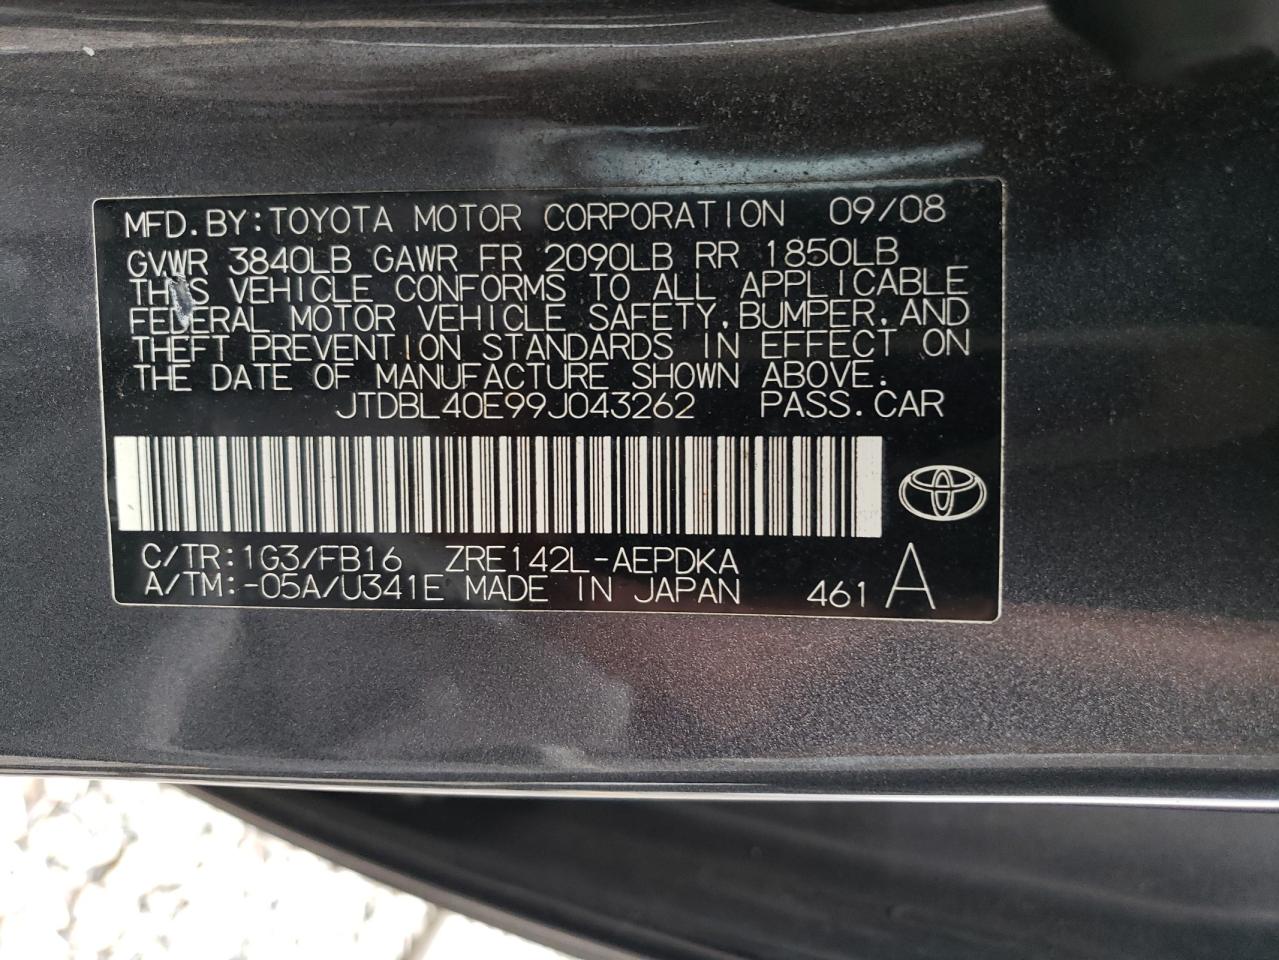 MFD.BY:TOYOTA MOTOR CORPORATION 09/08
GVWR 3840LB GAWR FR 2090LB RR 1850LB
THIS VEHICLE CONFORMS TO ALL APPLICABLE
FEDERAL MOTOR VEHICLE SAFETY,BUMPER,AND
THEFT PREVENTION STANDARDS IN EFFECT ON
THE DATE OF MANUFACTURE SHOWN ABOVE.
JTDBL40E99J043262 PASS.CAR
C/TR:1G3/FB16 ZRE142L-AEPDKA
A/TM:-05A/U341E MADE IN JAPAN 461 A